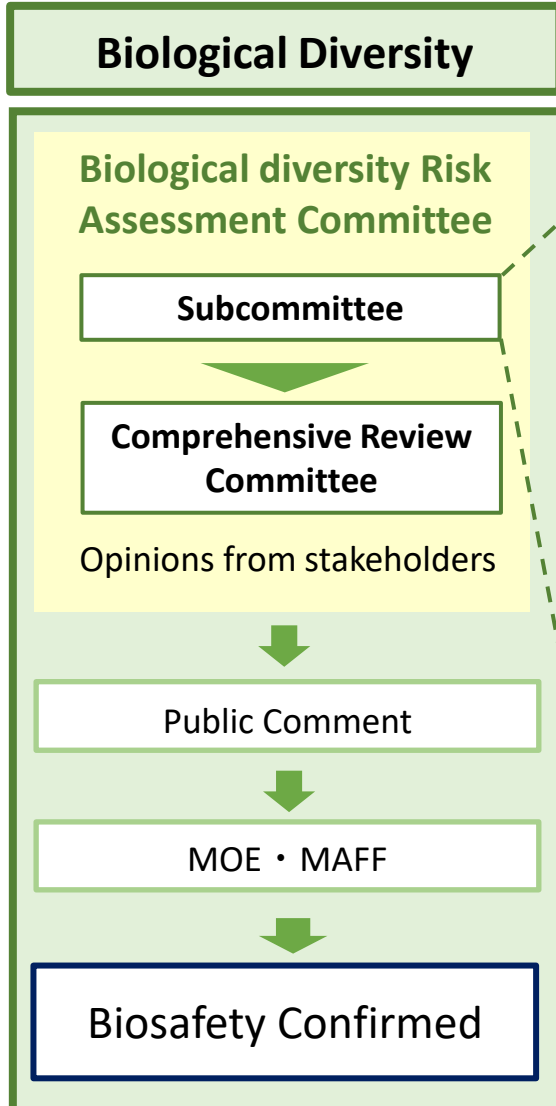 Biological Diversity
Biological diversity Risk
Assessment Committee
Subcommittee
Comprehensive Review
Committee
Opinions from stakeholders
Public Comment
MOE・MAFF
Biosafety Confirmed